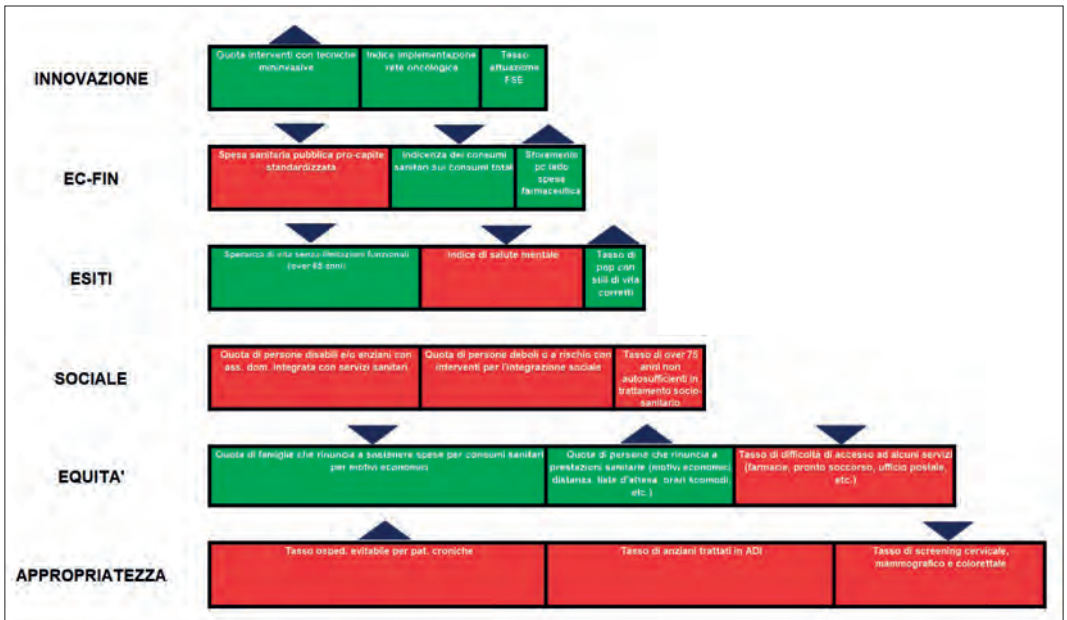 INNOVAZIONE
Quota interventi con tecniche
mininvasive
Indice implementazione
rete oncologica
Tasso
attuazione
FSE
EC-FIN
Spesa sanitaria pubblica pro-capite
standardizzata
Indicenza dei consumi
sanitari sui consumi total
Sforamento
pc tetto
spesa
farmaceutica
ESITI
Speranza di vita senza limitazioni funzionali
(over 65 anni)
Indice di salute mentale
Tasso di
pop con
stili di vita
corretti
SOCIALE
Quota di persone disabili e/o anziani con
ass. dom. integrata con servizi sanitari
Quota di persone deboli o a rischio con
interventi per l'integrazione sociale
Tasso di over 75
anni non
autosufficienti in
trattamento socio-
sanitario
EQUITA'
Quota di famiglie che rinuncia a sostenere spese per consumi sanitari
per motivi economici
Quota di persone che rinuncia a
prestazioni sanitarie (motivi economici,
distanza, liste d'attesa, orari scomodi,
etc.)
Tasso di difficoltà di accesso ad alcuni servizi
(farmacie, pronto soccorso, ufficio postale,
etc.)
APPROPRIATEZZA
Tasso osped. evitabile per pat. croniche
Tasso di anziani trattati in ADI
Tasso di screening cervicale,
mammografico e colorettale